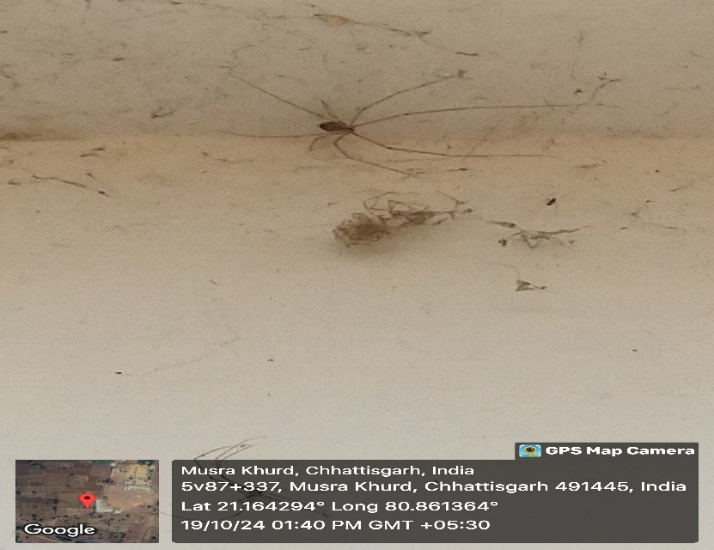 GPS Map Camera
Musra Khurd, Chhattisgarh, India
5v87+337, Musra Khurd, Chhattisgarh 491445, India
Lat 21.164294° Long 80.861364°
19/10/24 01:40 PM GMT +05:30
Google